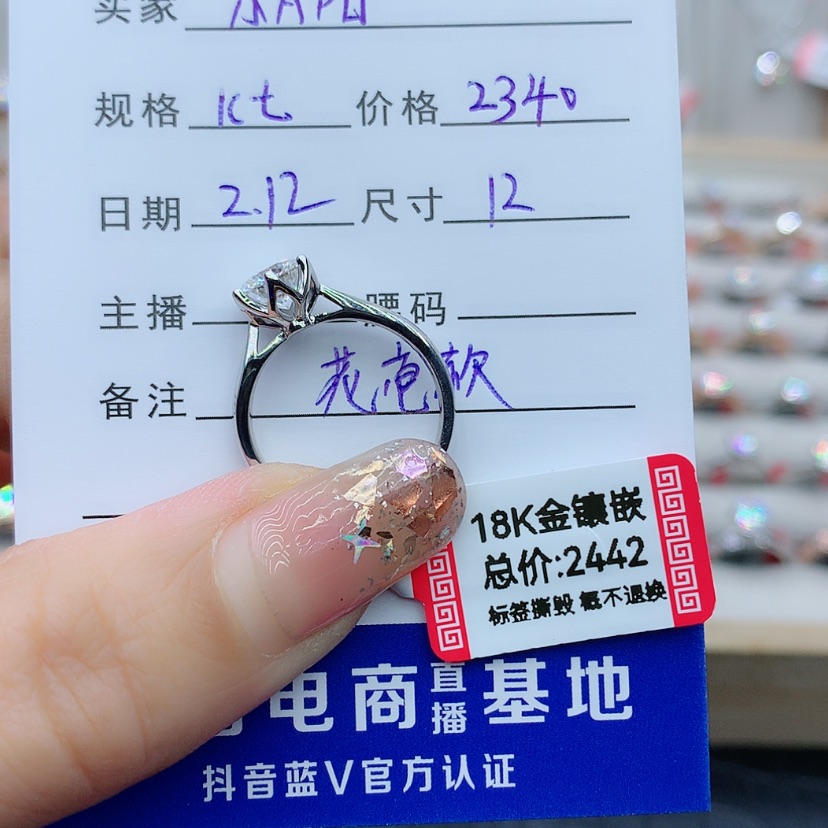 买家
规格 1ct 价格 2340
日期 2.12 尺寸 12
主播 腰码
备注 花苞款
18K金镶嵌
总价:2442
标签撕毁 概不退换
电商直播基地
抖音蓝V官方认证